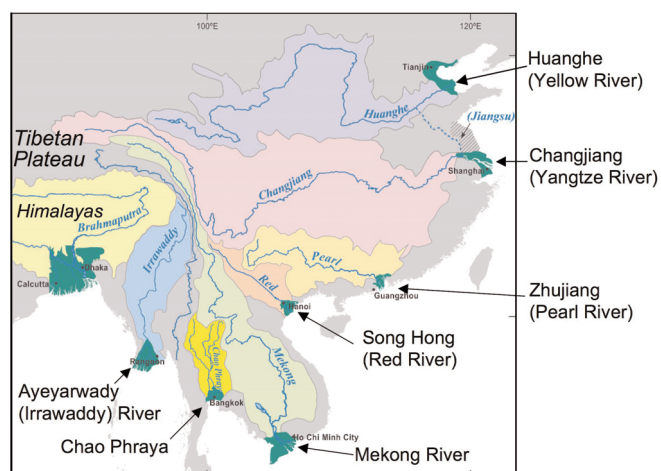 100°E
120°E
Tianjin
Huanghe
(Yellow River)
Huanghe
(Jiangsu)
Tibetan
Plateau
Changjiang
Shanghai
Changjiang
(Yangtze River)
Himalayas
Brahmaputra
Irrawaddy
Pearl
Dhaka
Calcutta
Red
Guangzhou
Zhujiang
(Pearl River)
Hanoi
Song Hong
(Red River)
Mekong
Rangoon
Chao Phraya
Ayeyarwady
(Irrawaddy) River
Bangkok
Chao Phraya
Ho Chi Minh City
Mekong River